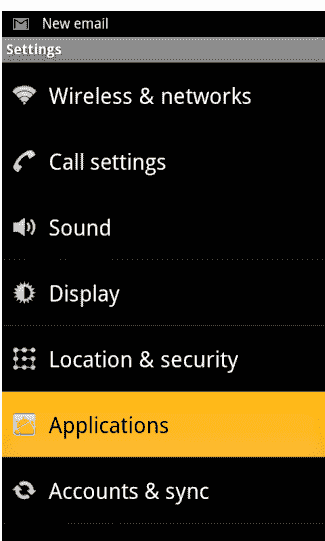 New email
Settings
Wireless & networks
Call settings
Sound
Display
Location & security
Applications
Accounts & sync